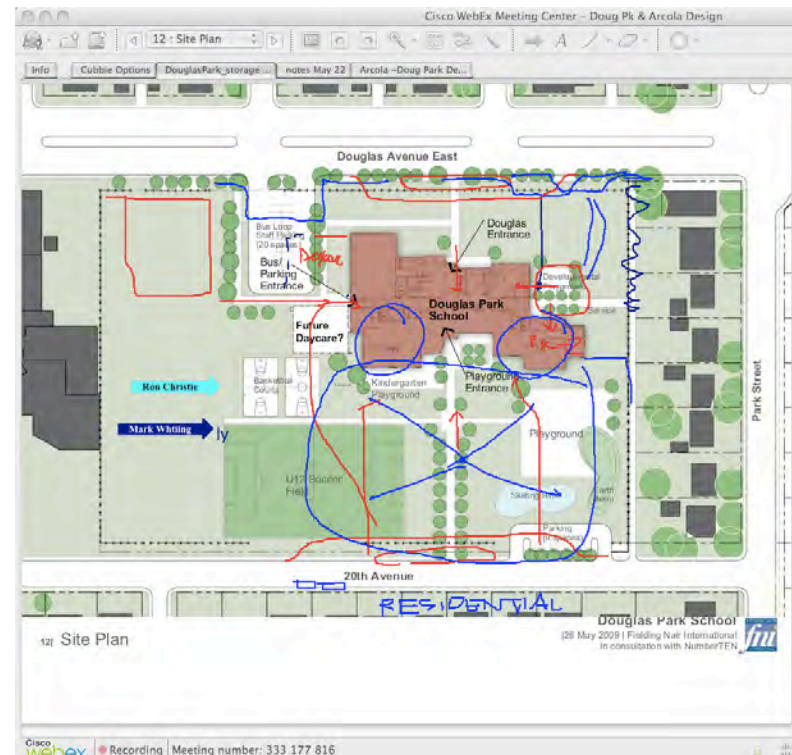 Cisco WebEx Meeting Center - Doug Pk & Arcola Design
12 : Site Plan
Info
Cubbie Options
DouglasPark_storage ...
notes May 22
Arcola -Doug Park De...
Douglas Avenue East
Bus Loop
Staff Parking
(20 spaces)
Bus/
Parking
Entrance
Douglas
Entrance
Service
Douglas Park
School
Future
Daycare?
Playground
Entrance
Park Street
Ron Christie
Basketball
Courts
Kindergarten
Playground
Mark Whiting
ly
Playground
U12 Soccer
Field
Skating
Earth
Parking
20th Avenue
RESIDENTIAL
12| Site Plan
Douglas Park School
|26 May 2009 | Fielding Nair International
In consultation with NumberTEN
fni
Cisco
webex
Recording
Meeting number: 333 177 816